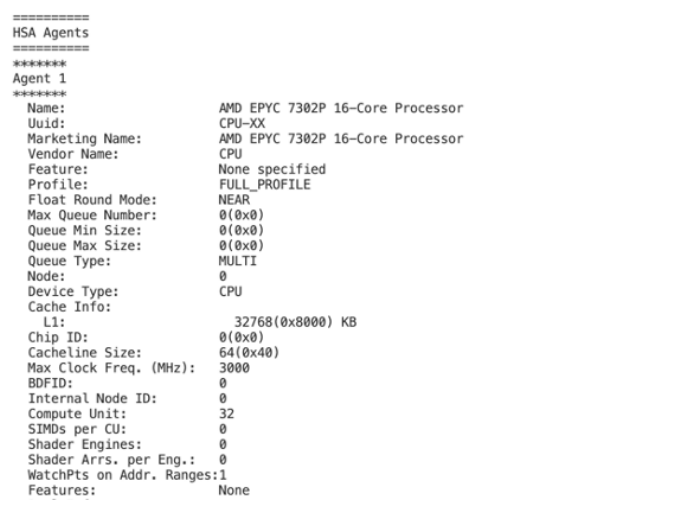 ==========
HSA Agents
==========
*******
Agent 1
*******
Name: AMD EPYC 7302P 16-Core Processor
Uuid: CPU-XX
Marketing Name: AMD EPYC 7302P 16-Core Processor
Vendor Name: CPU
Feature: None specified
Profile: FULL_PROFILE
Float Round Mode: NEAR
Max Queue Number: 0(0x0)
Queue Min Size: 0(0x0)
Queue Max Size: 0(0x0)
Queue Type: MULTI
Node: 0
Device Type: CPU
Cache Info:
L1: 32768(0x8000) KB
Chip ID: 0(0x0)
Cacheline Size: 64(0x40)
Max Clock Freq. (MHz): 3000
BDFID: 0
Internal Node ID: 0
Compute Unit: 32
SIMDs per CU: 0
Shader Engines: 0
Shader Arrs. per Eng.: 0
WatchPts on Addr. Ranges:1
Features: None